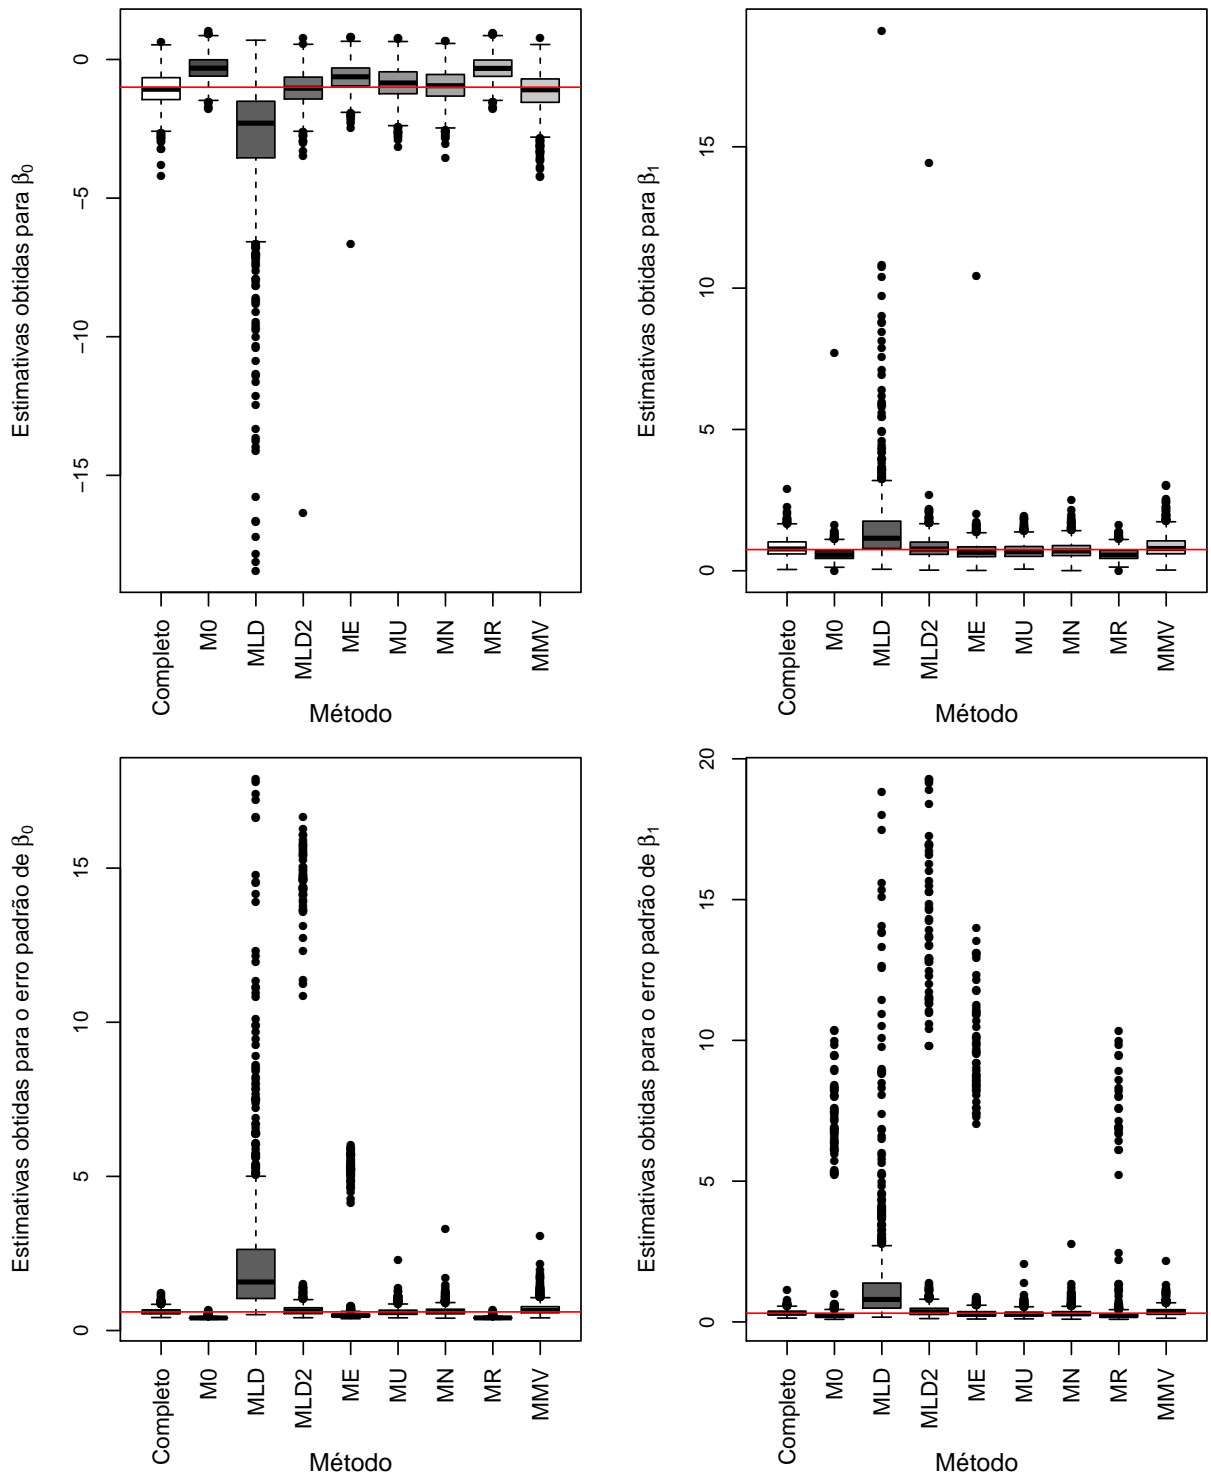 Estimativas obtidas para β0
0
−5
−10
−15
Completo
M0
MLD
MLD2
ME
MU
MN
MR
MMV
Método
Estimativas obtidas para β1
15
10
5
0
Completo
M0
MLD
MLD2
ME
MU
MN
MR
MMV
Método
Estimativas obtidas para o erro padrão de β0
15
10
5
0
Completo
M0
MLD
MLD2
ME
MU
MN
MR
MMV
Método
Estimativas obtidas para o erro padrão de β1
20
15
10
5
0
Completo
M0
MLD
MLD2
ME
MU
MN
MR
MMV
Método